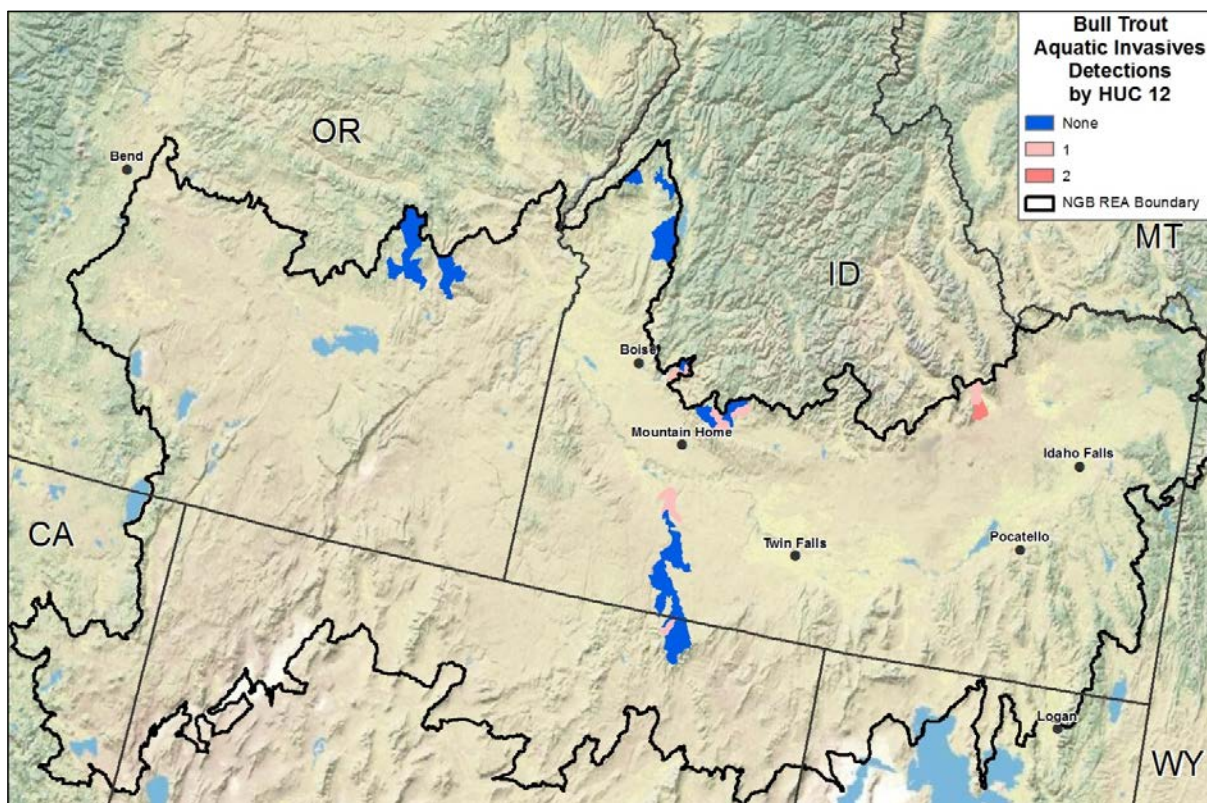 Bull Trout
Aquatic Invasives
Detections
by HUC 12
None
1
2
NGB REA Boundary
OR
Bend
MT
ID
Boise
Mountain Home
Idaho Falls
CA
Twin Falls
Pocatello
Logan
WY